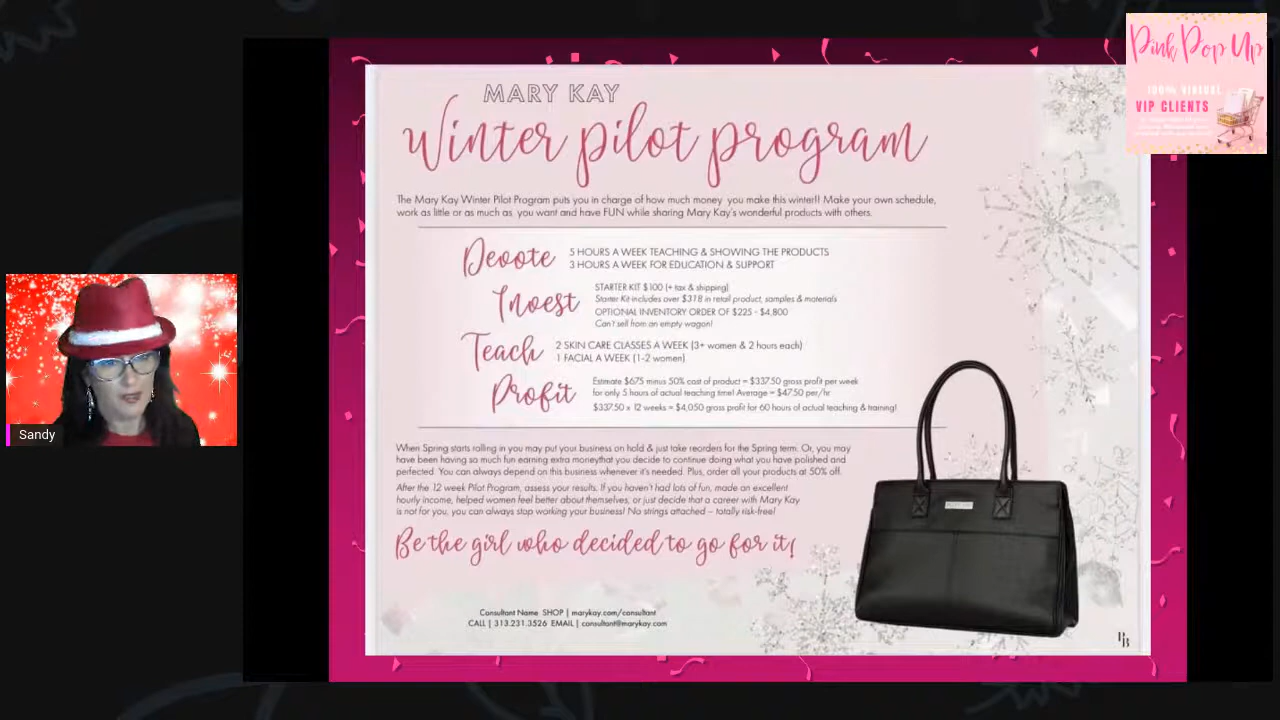 Pink Pop Up
100% VIRTUAL
VIP CLIENTS
MARY KAY
Winter pilot program
The Mary Kay Winter Pilot Program puts you in charge of how much money you make this winter!! Make your own schedule,
work as little or as much as you want and have FUN while sharing Mary Kay's wonderful products with others.
Devote
5 HOURS A WEEK TEACHING & SHOWING THE PRODUCTS
3 HOURS A WEEK FOR EDUCATION & SUPPORT
Invest
STARTER KIT $100 (+ tax & shipping)
Starter Kit includes over $318 in retail product, samples & materials
OPTIONAL INVENTORY ORDER OF $225 - $4,800
Can't sell from an empty wagon!
Teach
2 SKIN CARE CLASSES A WEEK (3+ women & 2 hours each)
1 FACIAL A WEEK (1-2 women)
Profit
Estimate $675 minus 50% cost of product = $337.50 gross profit per week
for only 5 hours of actual teaching time! Average = $47.50 per/hr
$337.50 x 12 weeks = $4,050 gross profit for 60 hours of actual teaching & training!
When Spring starts rolling in you may put your business on hold & just take reorders for the Spring term. Or, you may
have been having so much fun earning extra moneythat you decide to continue doing what you have polished and
perfected. You can always depend on this business whenever it's needed. Plus, order all your products at 50% off.
After the 12 week Pilot Program, assess your results. If you haven't had lots of fun, made an excellent
hourly income, helped women feel better about themselves, or just decide that a career with Mary Kay
is not for you, you can always stop working your business! No strings attached – totally risk-free!
Be the girl who decided to go for it!
Consultant Name SHOP | marykay.com/consultant
CALL | 313.231.3526 EMAIL | consultant@marykay.com
Sandy